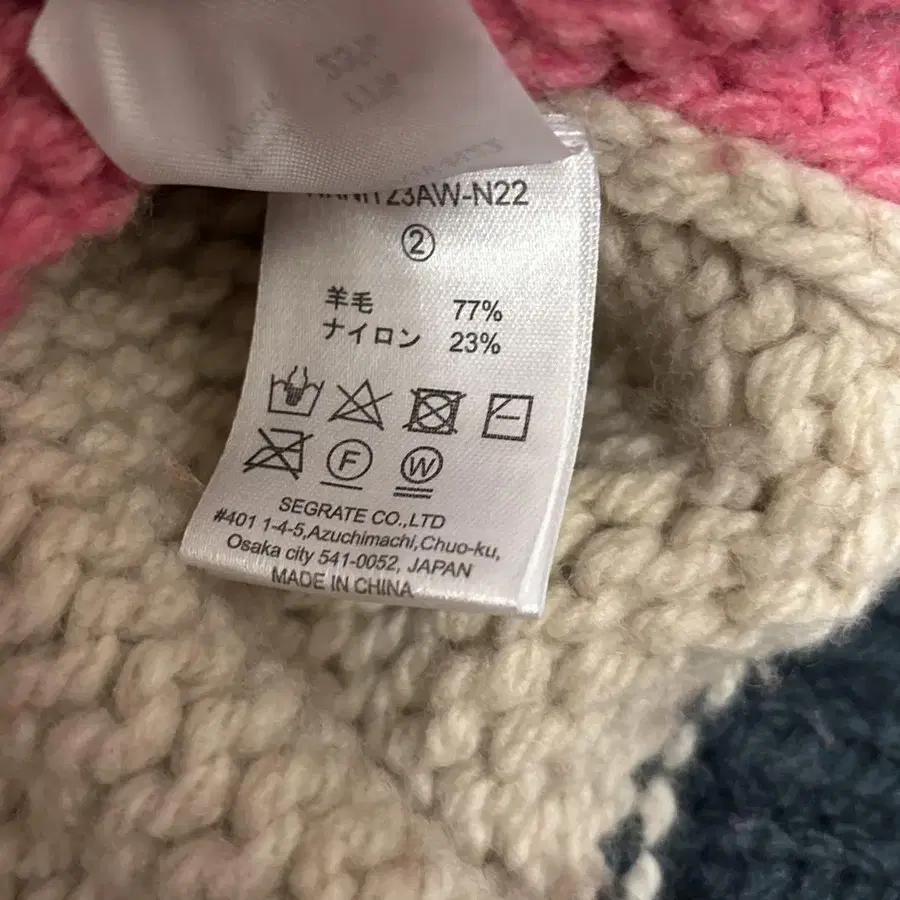 23AW-N22
②
羊毛 77%
ナイロン 23%
F
W
SEGRATE CO.,LTD
#401 1-4-5,Azuchimachi,Chuo-ku,
Osaka city 541-0052, JAPAN
MADE IN CHINA